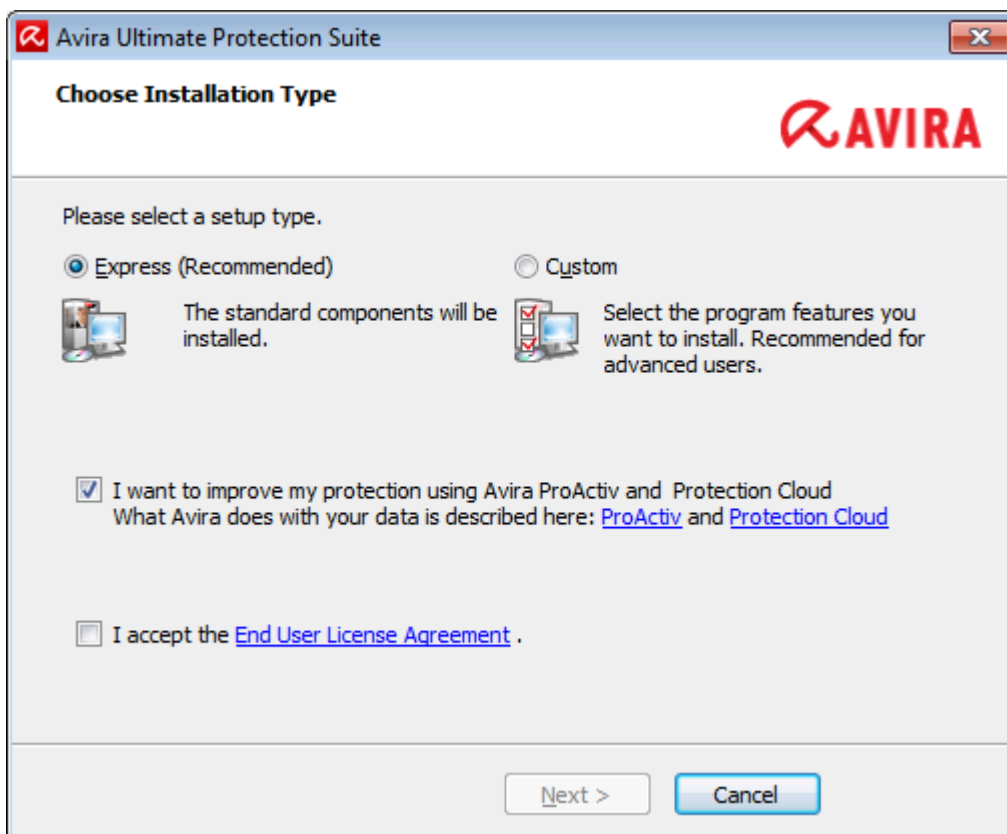 Avira Ultimate Protection Suite
Choose Installation Type
AVIRA
Please select a setup type.
Express (Recommended)
Custom
The standard components will be
installed.
Select the program features you
want to install. Recommended for
advanced users.
I want to improve my protection using Avira ProActiv and  Protection Cloud
What Avira does with your data is described here: ProActiv and Protection Cloud
I accept the End User License Agreement .
Next >
Cancel